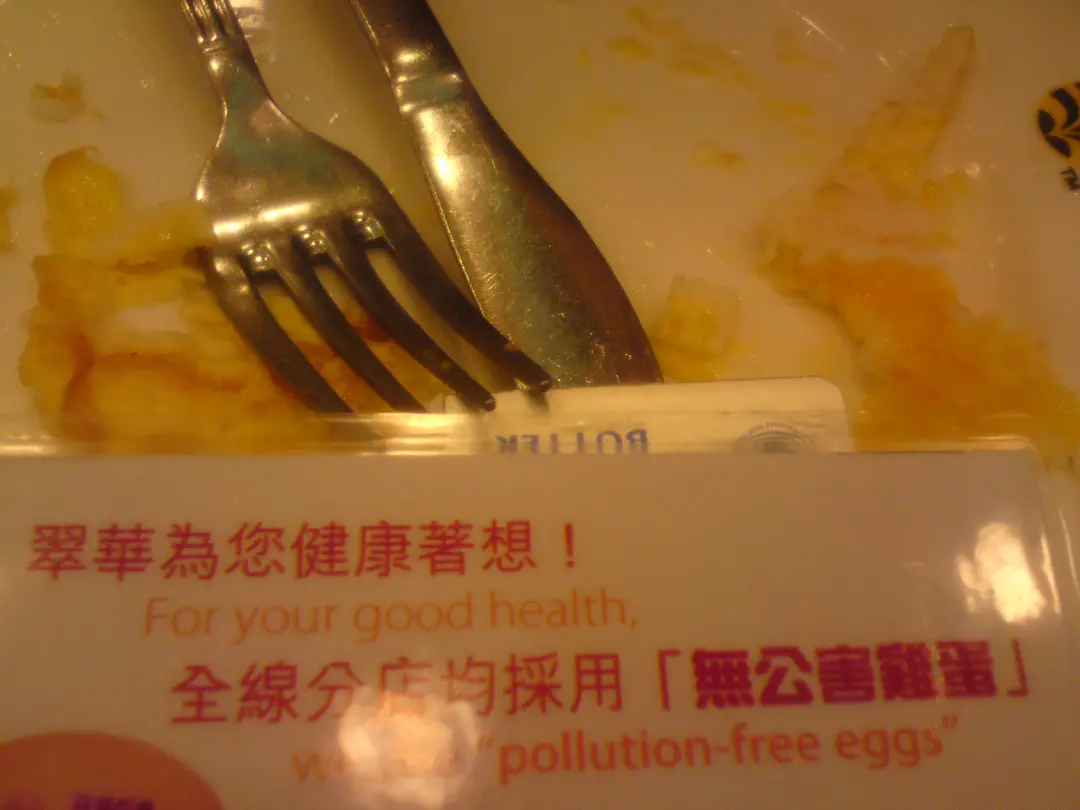 TM
翠華為您健康著想！
For your good health,
全線分店均採用「無公害雞蛋」
"pollution-free eggs"